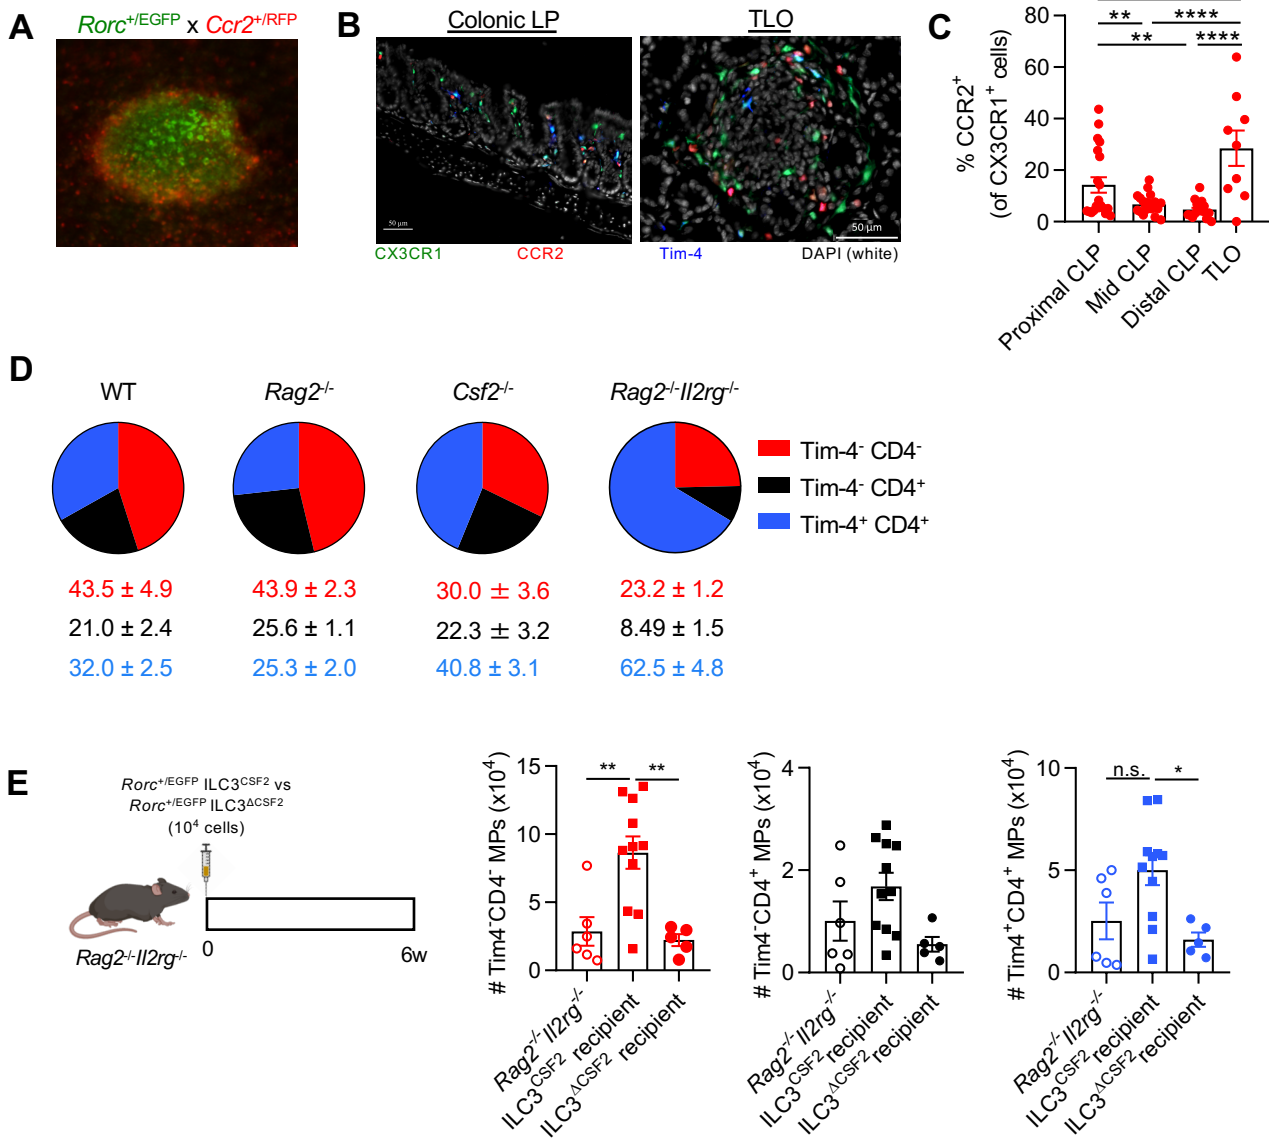 A
Rorc+/EGFP x Ccr2+/RFP
B
Colonic LP
TLO
50 µm
50 µm
CX3CR1
CCR2
Tim-4
DAPI (white)
C
% CCR2+
(of CX3CR1+ cells)
80
60
40
20
0
** ****
** ****
Proximal CLP
Mid CLP
Distal CLP
TLO
D
WT
Rag2-/-
Csf2-/-
Rag2-/-Il2rg-/-
Tim-4- CD4-
Tim-4- CD4+
Tim-4+ CD4+
43.5 ± 4.9
43.9 ± 2.3
30.0 ± 3.6
23.2 ± 1.2
21.0 ± 2.4
25.6 ± 1.1
22.3 ± 3.2
8.49 ± 1.5
32.0 ± 2.5
25.3 ± 2.0
40.8 ± 3.1
62.5 ± 4.8
E
Rorc+/EGFP ILC3CSF2 vs
Rorc+/EGFP ILC3ΔCSF2
(10⁴ cells)
Rag2-/-Il2rg-/-
0
6w
# Tim4-CD4- MPs (x10⁴)
15
10
5
0
** **
Rag2-/-Il2rg-/-
ILC3CSF2 recipient
ILC3ΔCSF2 recipient
# Tim4-CD4+ MPs (x10⁴)
4
2
0
Rag2-/-Il2rg-/-
ILC3CSF2 recipient
ILC3ΔCSF2 recipient
# Tim4+CD4+ MPs (x10⁴)
10
5
0
n.s. *
Rag2-/-Il2rg-/-
ILC3CSF2 recipient
ILC3ΔCSF2 recipient